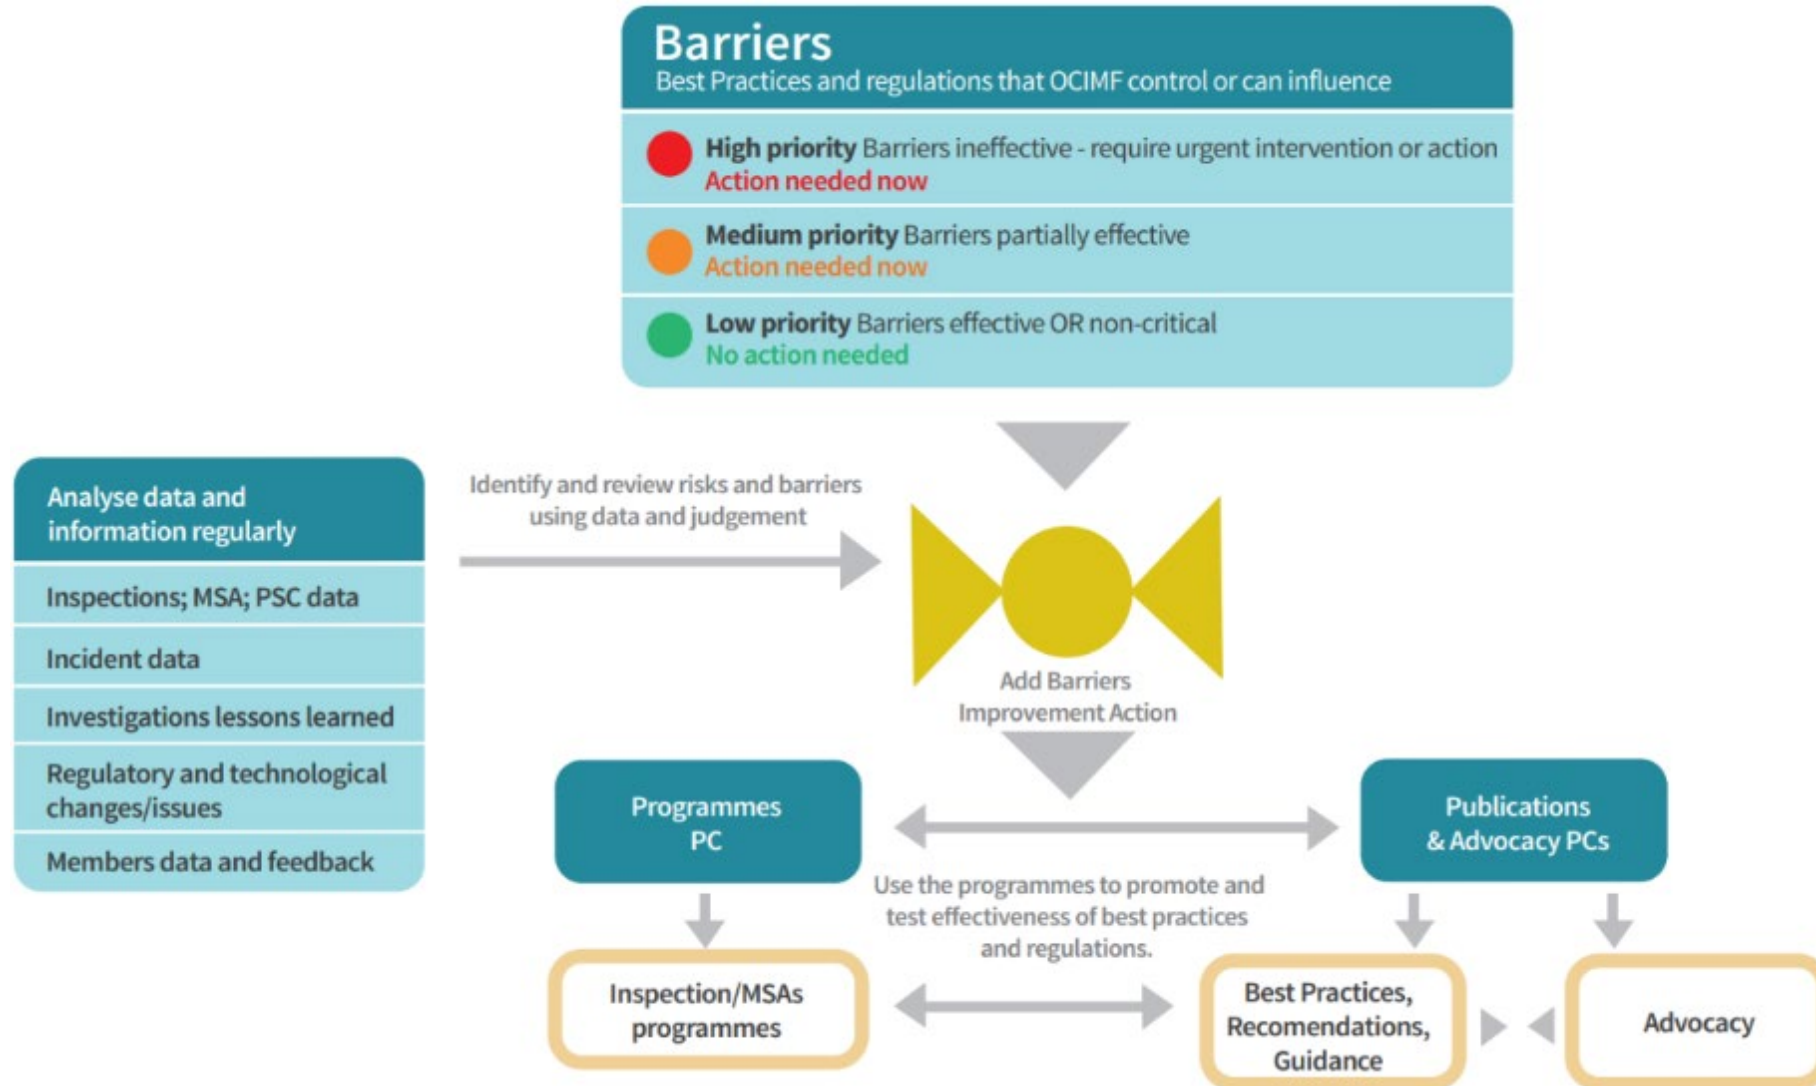 Barriers
Best Practices and regulations that OCIMF control or can influence
High priority Barriers ineffective - require urgent intervention or action
Action needed now
Medium priority Barriers partially effective
Action needed now
Low priority Barriers effective OR non-critical
No action needed
Analyse data and
information regularly
Inspections; MSA; PSC data
Incident data
Investigations lessons learned
Regulatory and technological
changes/issues
Members data and feedback
Identify and review risks and barriers
using data and judgement
Add Barriers
Improvement Action
Programmes
PC
Publications
& Advocacy PCs
Use the programmes to promote and
test effectiveness of best practices
and regulations.
Inspection/MSAs
programmes
Best Practices,
Recomendations,
Guidance
Advocacy